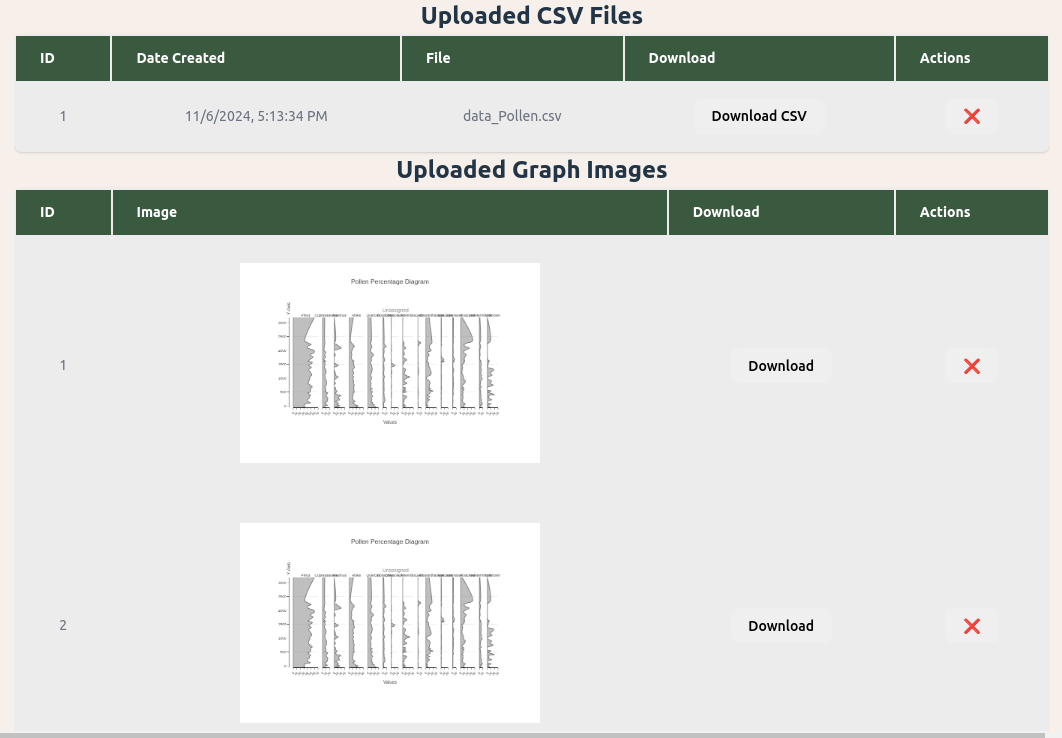 Uploaded CSV Files
ID Date Created File Download Actions
1 11/6/2024, 5:13:34 PM data_Pollen.csv Download CSV
Uploaded Graph Images
ID Image Download Actions
Pollen Percentage Diagram
Unassigned
Y Axis
Values
1 Download
Pollen Percentage Diagram
Unassigned
Y Axis
Values
2 Download